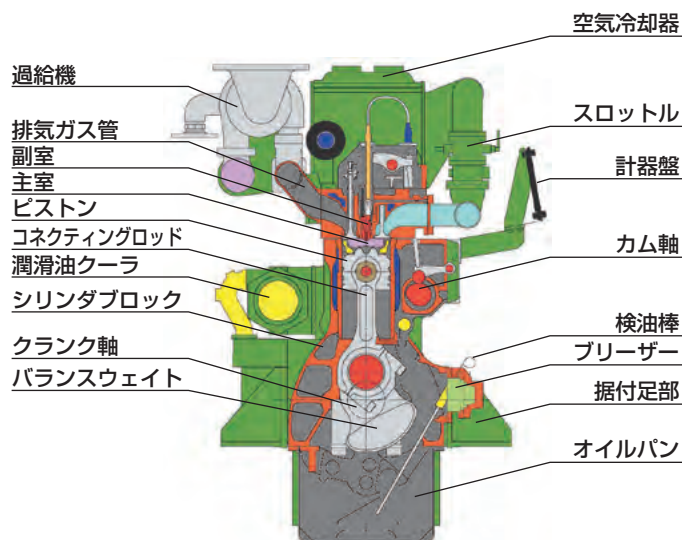 過給機
排気ガス管
副室
主室
ピストン
コネクティングロッド
潤滑油クーラ
シリンダブロック
クランク軸
バランスウェイト
空気冷却器
スロットル
計器盤
カム軸
検油棒
ブリーザー
据付足部
オイルパン